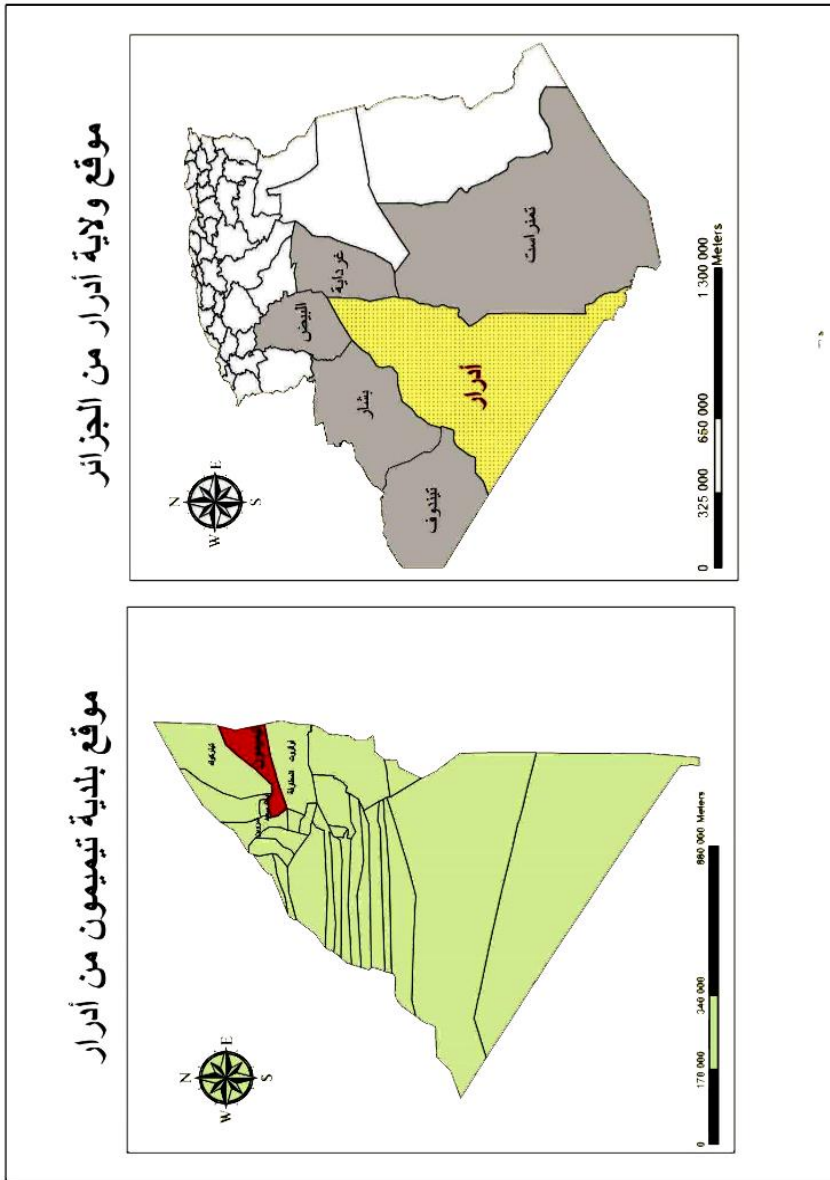 موقع ولاية أدرار من الجزائر
N
W
E
S
البيض
غرداية
بشار
تيندوف
أدرار
تمنراست
0
325 000
650 000
1 300 000
Meters
موقع بلدية تيميمون من أدرار
N
W
E
S
تيميمون
0
170 000
340 000
680 000 Meters